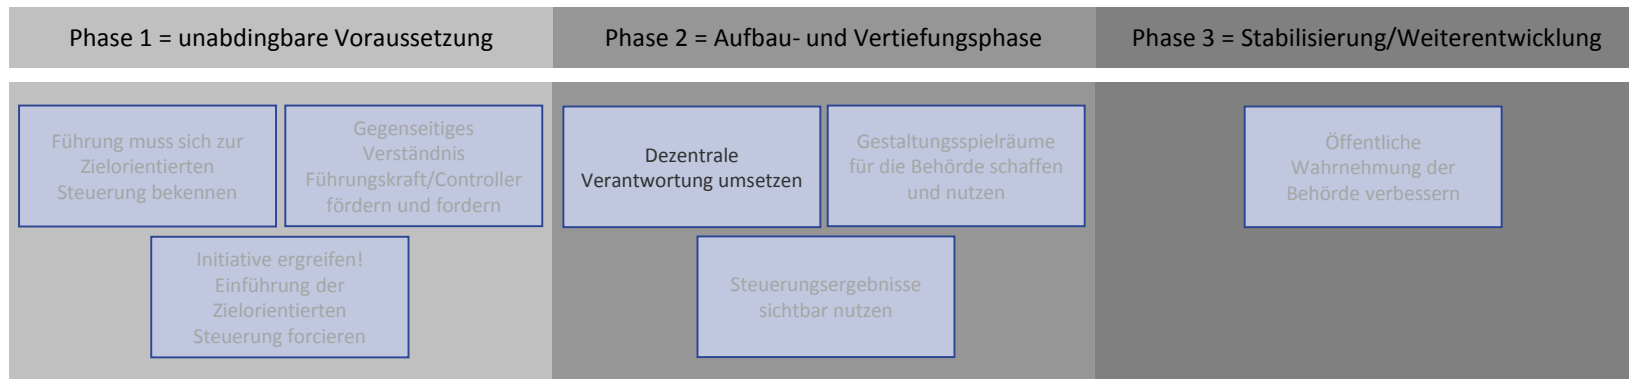 Phase 1 = unabdingbare Voraussetzung
Phase 2 = Aufbau- und Vertiefungsphase
Phase 3 = Stabilisierung/Weiterentwicklung
Führung muss sich zur
Zielorientierten
Steuerung bekennen
Gegenseitiges
Verständnis
Führungskraft/Controller
fördern und fordern
Initiative ergreifen!
Einführung der
Zielorientierten
Steuerung forcieren
Dezentrale
Verantwortung umsetzen
Gestaltungsspielräume
für die Behörde schaffen
und nutzen
Steuerungsergebnisse
sichtbar nutzen
Öffentliche
Wahrnehmung der
Behörde verbessern